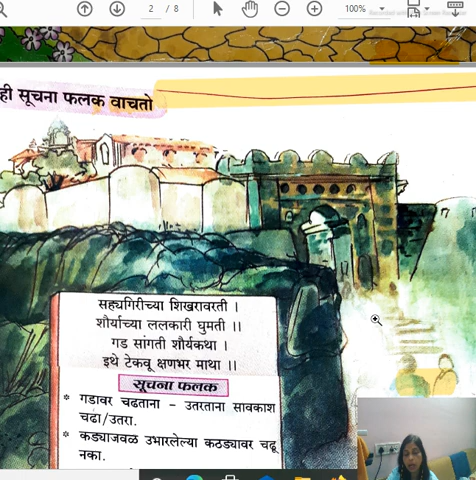 2 / 8
100%
ही सूचना फलक वाचतो
सह्यगिरीच्या शिखरावरती ।
शौर्याच्या ललकारी घुमती ।।
गड सांगती शौर्यकथा ।
इथे टेकवू क्षणभर माथा ।।
सूचना फलक
* गडावर चढताना - उतरताना सावकाश
चढा/उतरा.
* कड्याजवळ उभारलेल्या कठड्यावर चढू
नका.